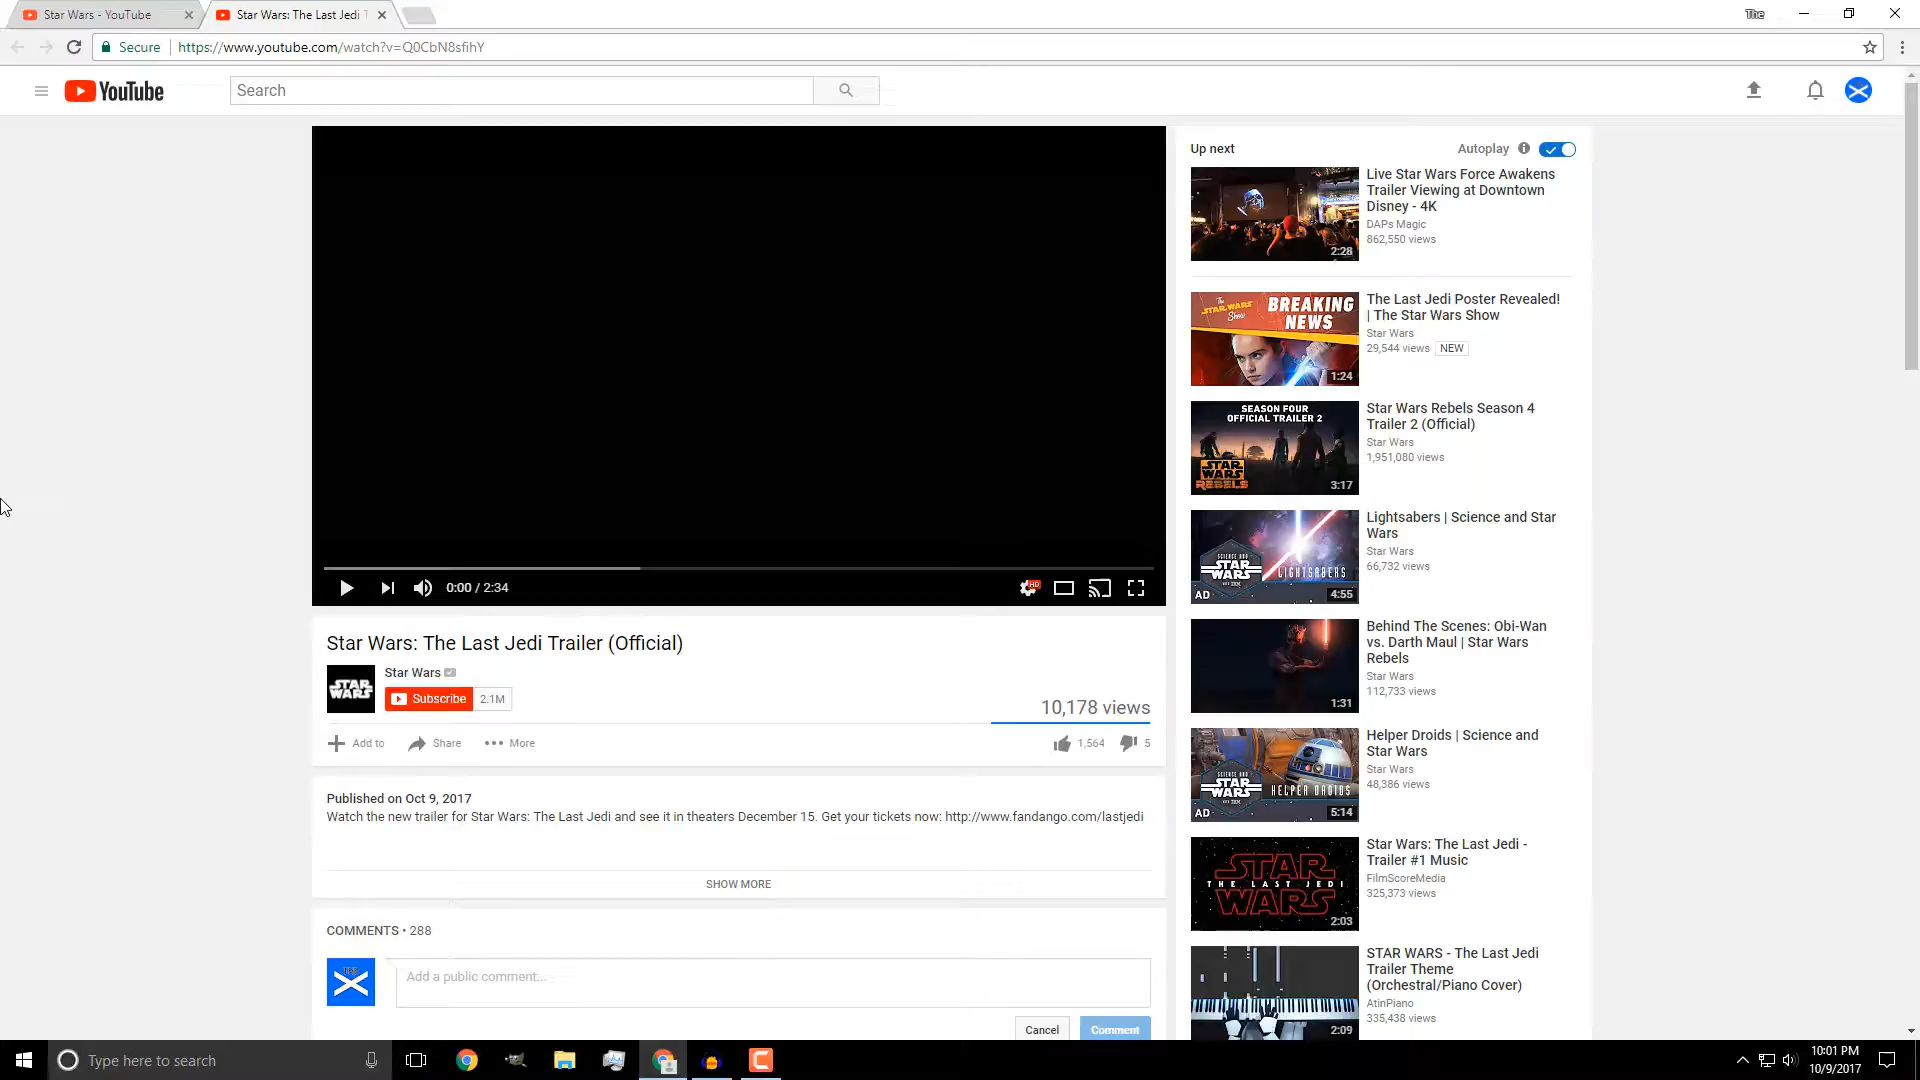 Star Wars - YouTube
Star Wars: The Last Jedi T
The
Secure
https://www.youtube.com/watch?v=Q0CbN8sfihY
YouTube
Search
0:00 / 2:34
HD
Star Wars: The Last Jedi Trailer (Official)
STAR WARS
Star Wars
Subscribe 2.1M
10,178 views
Add to
Share
More
1,564
5
Published on Oct 9, 2017
Watch the new trailer for Star Wars: The Last Jedi and see it in theaters December 15. Get your tickets now: http://www.fandango.com/lastjedi
SHOW MORE
COMMENTS • 288
THE
Add a public comment...
Cancel
Comment
Up next
Autoplay
2:28
Live Star Wars Force Awakens
Trailer Viewing at Downtown
Disney - 4K
DAPs Magic
862,550 views
The
STAR WARS
Show
BREAKING
NEWS
1:24
The Last Jedi Poster Revealed!
| The Star Wars Show
Star Wars
29,544 views NEW
SEASON FOUR
OFFICIAL TRAILER 2
STAR
WARS
REBELS
3:17
Star Wars Rebels Season 4
Trailer 2 (Official)
Star Wars
1,951,080 views
SCIENCE AND
STAR
WARS
LIGHTSABERS
AD
4:55
Lightsabers | Science and Star
Wars
Star Wars
66,732 views
1:31
Behind The Scenes: Obi-Wan
vs. Darth Maul | Star Wars
Rebels
Star Wars
112,733 views
SCIENCE AND
STAR
WARS
HELPER DROIDS
AD
5:14
Helper Droids | Science and
Star Wars
Star Wars
48,386 views
STAR
THE LAST JEDI
WARS
2:03
Star Wars: The Last Jedi -
Trailer #1 Music
FilmScoreMedia
325,373 views
2:09
STAR WARS - The Last Jedi
Trailer Theme
(Orchestral/Piano Cover)
AtinPiano
335,438 views
Type here to search
10:01 PM
10/9/2017